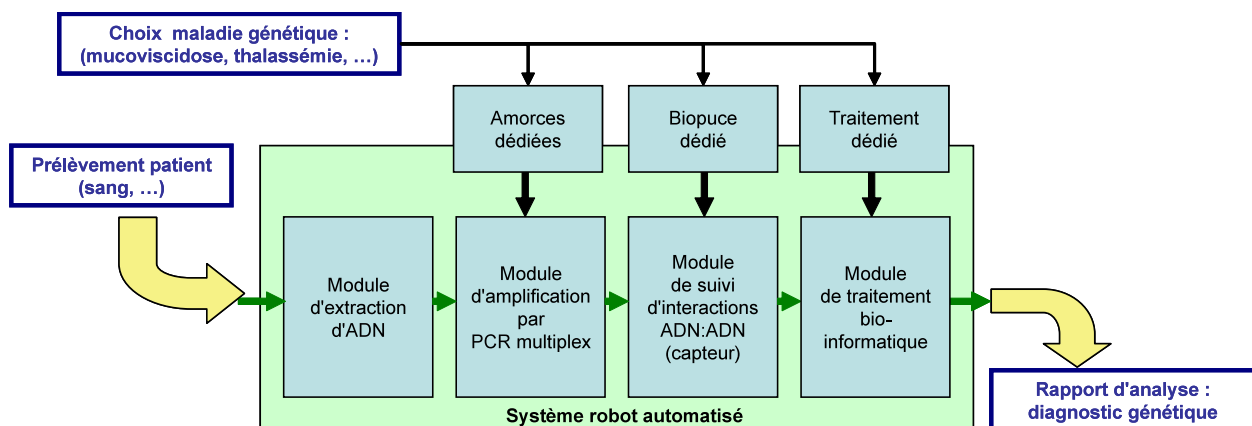 Choix maladie génétique :
(mucoviscidose, thalassémie, …)
Amorces
dédiées
Biopuce
dédié
Traitement
dédié
Prélèvement patient
(sang, …)
Module
d'extraction
d'ADN
Module
d'amplification
par
PCR multiplex
Module
de suivi
d'interactions
ADN:ADN
(capteur)
Module
de traitement
bio-
informatique
Système robot automatisé
Rapport d'analyse :
diagnostic génétique